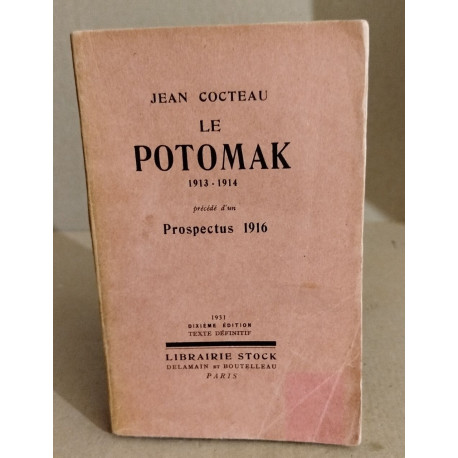 JEAN COCTEAU
LE
POTOMAK
1913-1914
précédé d'un
Prospectus 1916
1931
DIXIÈME ÉDITION
TEXTE DÉFINITIF
LIBRAIRIE STOCK
DELAMAIN ET BOUTELLEAU
PARIS